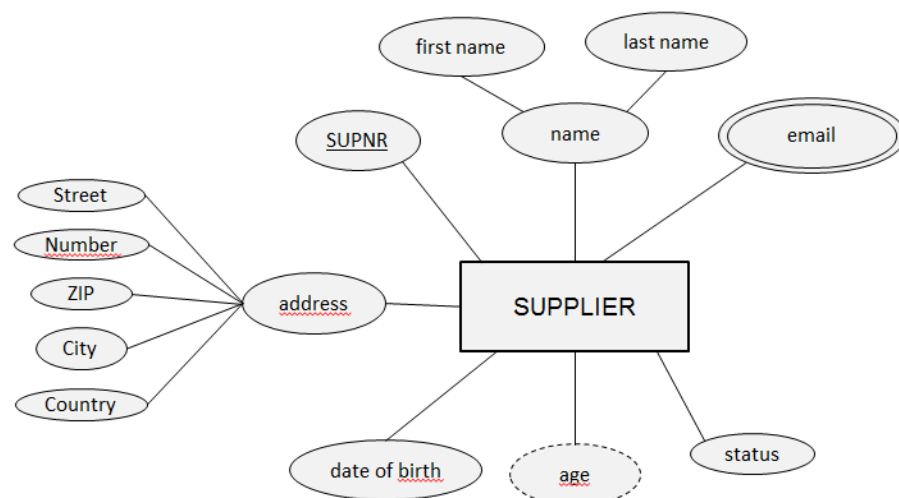 first name
last name
SUPNR
name
email
Street
Number
ZIP
address
SUPPLIER
City
Country
date of birth
age
status